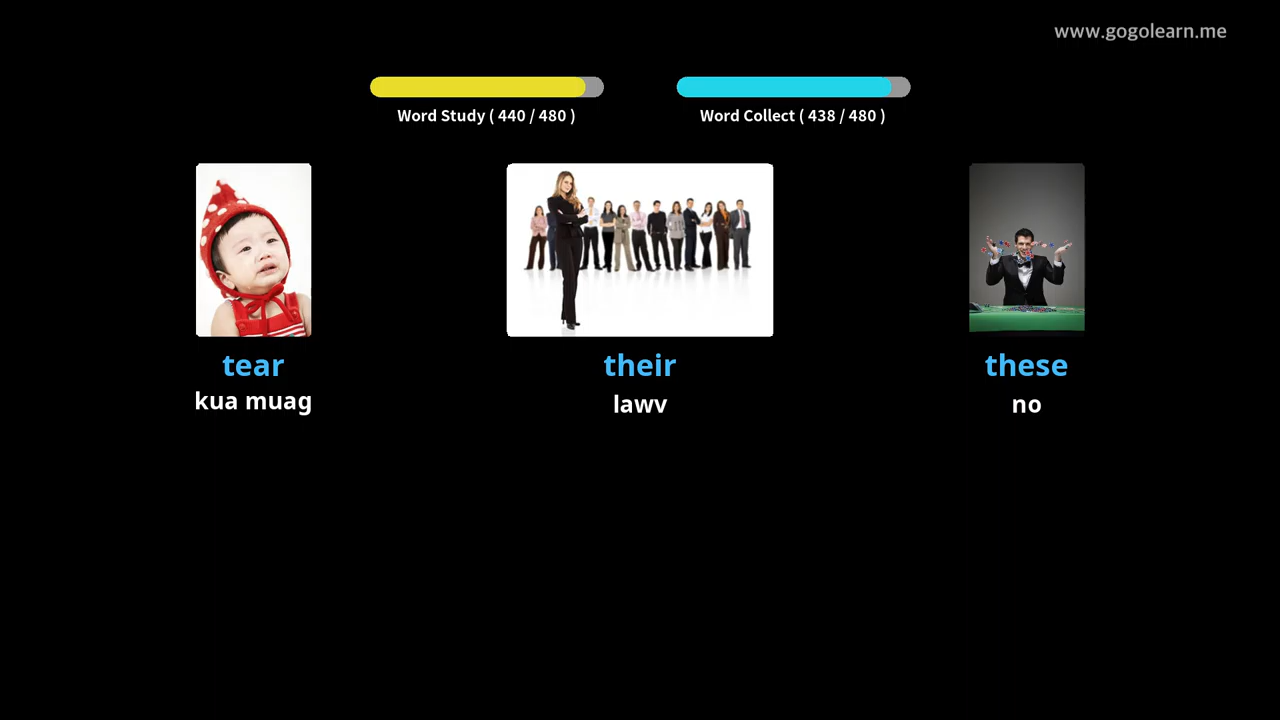 www.gogolearn.me
Word Study ( 440 / 480 )
Word Collect ( 438 / 480 )
tear
kua muag
their
lawv
these
no